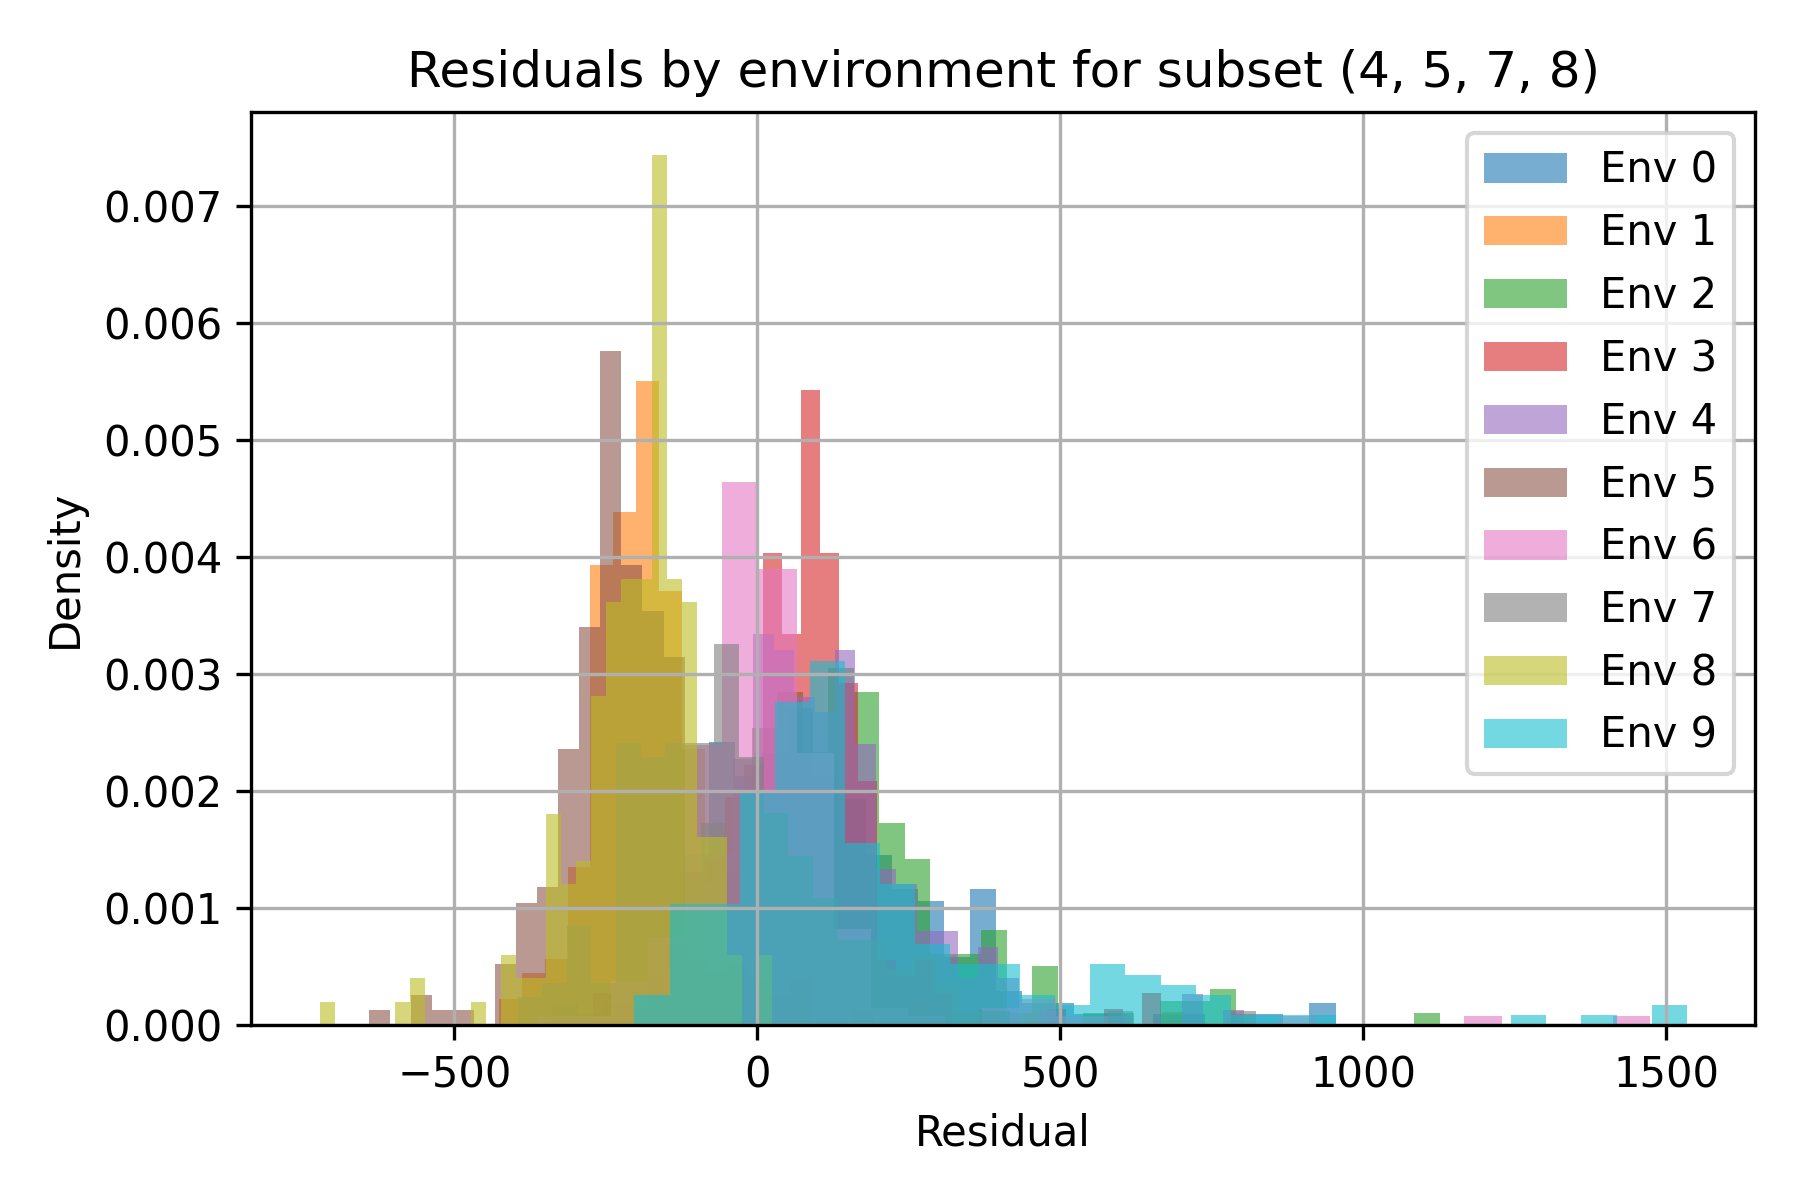 Residuals by environment for subset (4, 5, 7, 8)
Env 0
Env 1
Env 2
Env 3
Env 4
Env 5
Env 6
Env 7
Env 8
Env 9
Density
0.007
0.006
0.005
0.004
0.003
0.002
0.001
0.000
−500
0
500
1000
1500
Residual